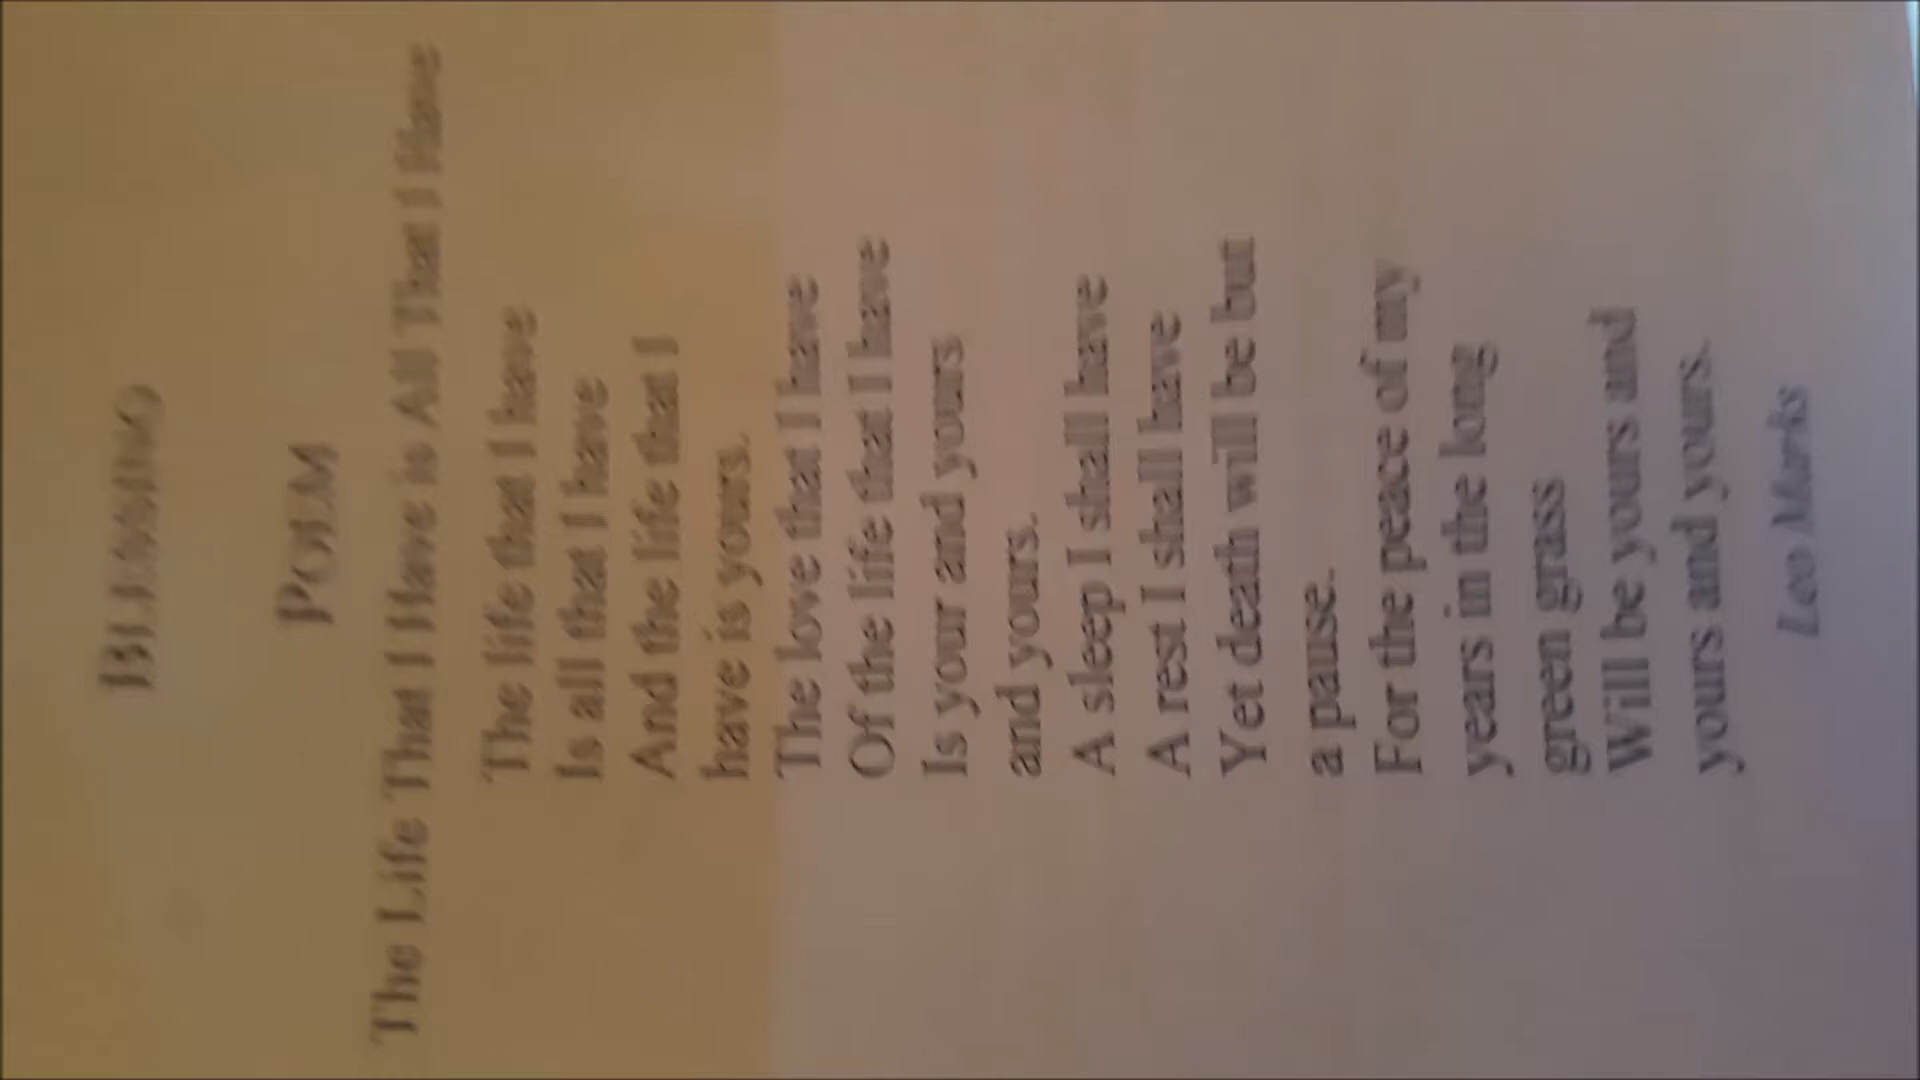 BLESSING
POEM
The Life That I Have is All That I Have
The life that I have
Is all that I have
And the life that I
have is yours.
The love that I have
Of the life that I have
Is your and yours
and yours.
A sleep I shall have
A rest I shall have
Yet death will be but
a pause.
For the peace of my
years in the long
green grass
Will be yours and
yours and yours.
Leo Marks